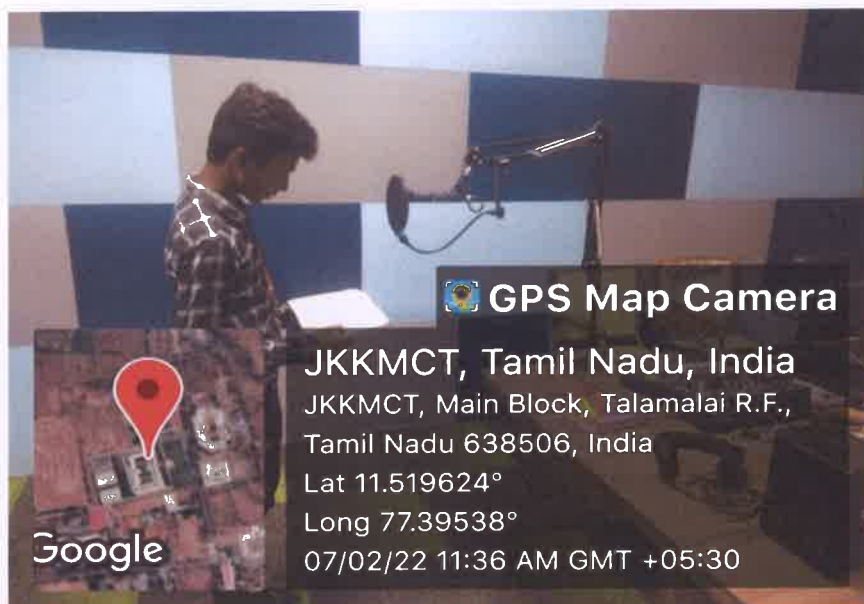 GPS Map Camera
JKKMCT, Tamil Nadu, India
JKKMCT, Main Block, Talamalai R.F.,
Tamil Nadu 638506, India
Lat 11.519624°
Long 77.39538°
07/02/22 11:36 AM GMT +05:30
Google